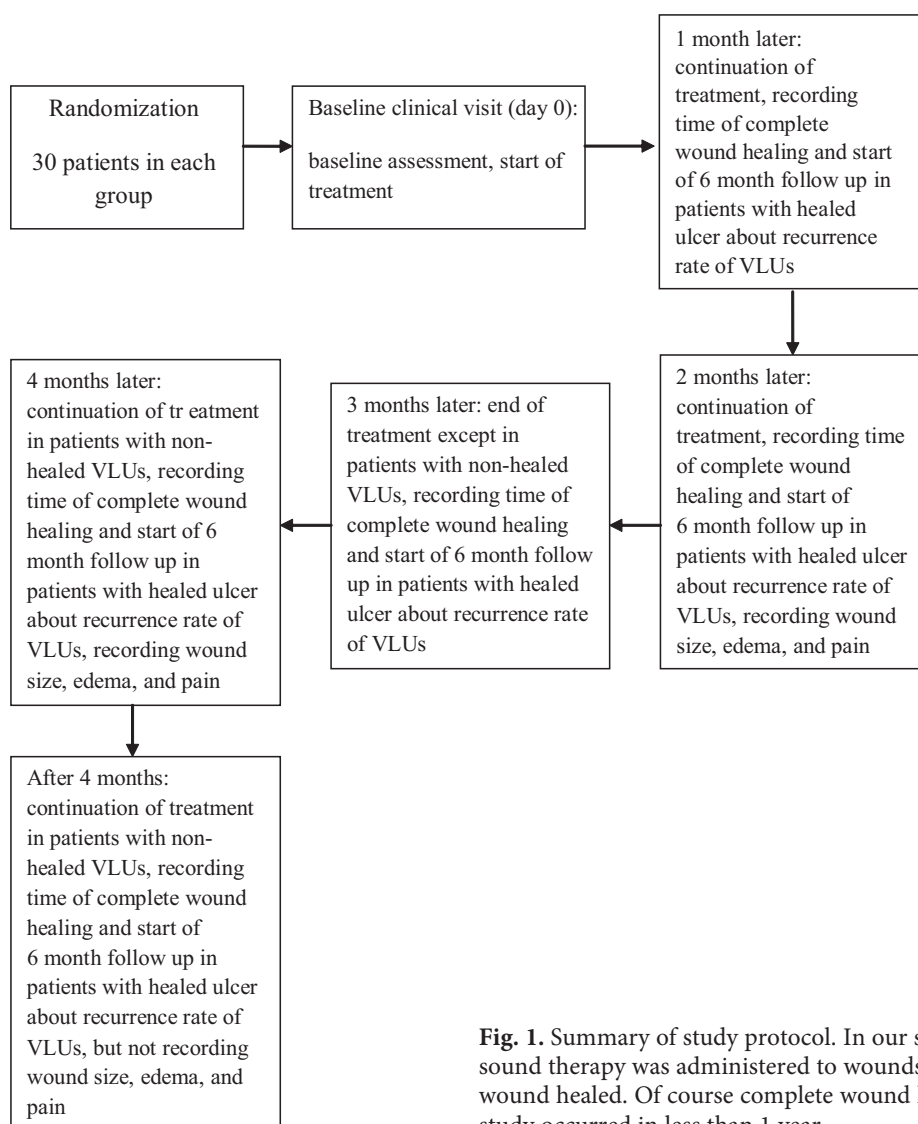 Randomization
30 patients in each
group
Baseline clinical visit (day 0):
baseline assessment, start of
treatment
1 month later:
continuation of
treatment, recording
time of complete
wound healing and start
of 6 month follow up in
patients with healed
ulcer about recurrence
rate of VLUs
2 months later:
continuation of
treatment, recording time
of complete wound
healing and start of
6 month follow up in
patients with healed ulcer
about recurrence rate of
VLUs, recording wound
size, edema, and pain
3 months later: end of
treatment except in
patients with non-healed
VLUs, recording time of
complete wound healing
and start of 6 month follow
up in patients with healed
ulcer about recurrence rate
of VLUs
4 months later:
continuation of tr eatment
in patients with non-
healed VLUs, recording
time of complete wound
healing and start of 6
month follow up in
patients with healed ulcer
about recurrence rate of
VLUs, recording wound
size, edema, and pain
After 4 months:
continuation of treatment
in patients with non-
healed VLUs, recording
time of complete wound
healing and start of
6 month follow up in
patients with healed ulcer
about recurrence rate of
VLUs, but not recording
wound size, edema, and
pain
Fig. 1. Summary of study protocol. In our
sound therapy was administered to wounds
wound healed. Of course complete wound
study occurred in less than 1 year